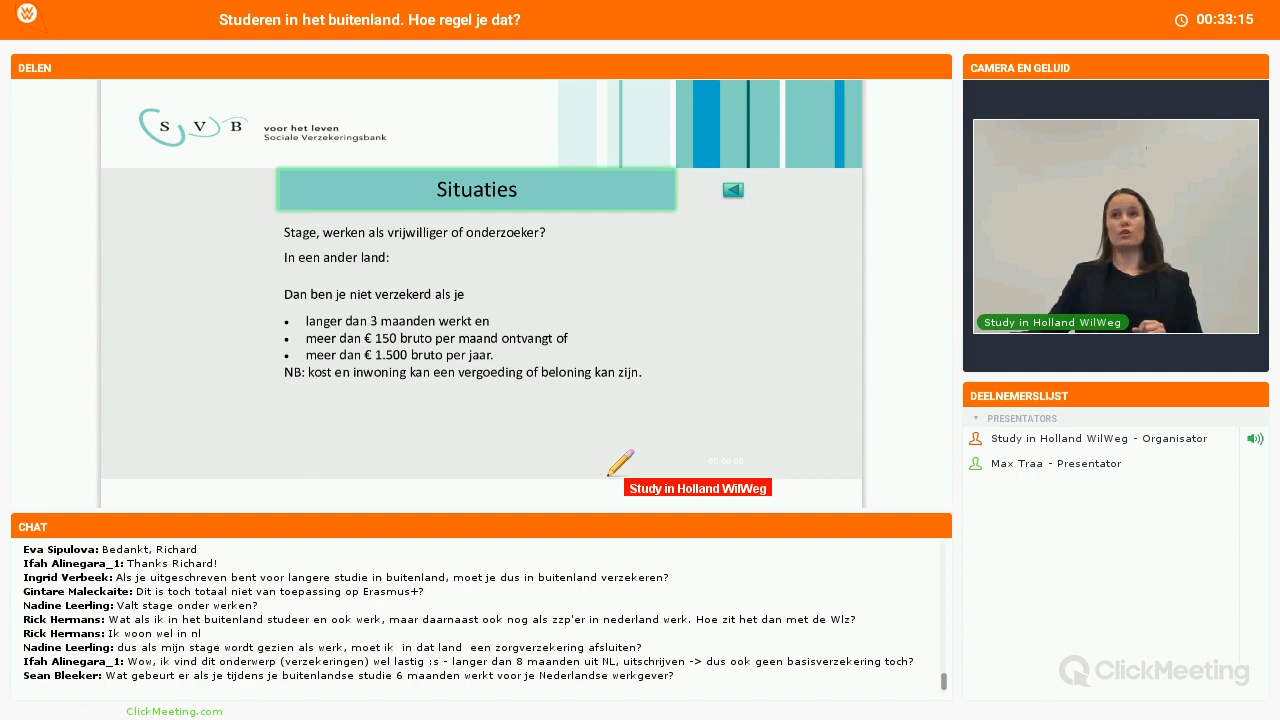 Studeren in het buitenland. Hoe regel je dat?
00:33:15
DELEN
S V B
voor het leven
Sociale Verzekeringsbank
Situaties
Stage, werken als vrijwilliger of onderzoeker?
In een ander land:
Dan ben je niet verzekerd als je
• langer dan 3 maanden werkt en
• meer dan € 150 bruto per maand ontvangt of
• meer dan € 1.500 bruto per jaar.
NB: kost en inwoning kan een vergoeding of beloning kan zijn.
00:00:00
Study in Holland WilWeg
CAMERA EN GELUID
Study in Holland WilWeg
DEELNEMERSLIJST
PRESENTATORS
Study in Holland WilWeg - Organisator
Max Traa - Presentator
CHAT
Eva Sipulova: Bedankt, Richard
Ifah Alinegara_1: Thanks Richard!
Ingrid Verbeek: Als je uitgeschreven bent voor langere studie in buitenland, moet je dus in buitenland verzekeren?
Gintare Maleckaite: Dit is toch totaal niet van toepassing op Erasmus+?
Nadine Leerling: Valt stage onder werken?
Rick Hermans: Wat als ik in het buitenland studeer en ook werk, maar daarnaast ook nog als zzp'er in nederland werk. Hoe zit het dan met de Wlz?
Rick Hermans: Ik woon wel in nl
Nadine Leerling: dus als mijn stage wordt gezien als werk, moet ik in dat land een zorgverzekering afsluiten?
Ifah Alinegara_1: Wow, ik vind dit onderwerp (verzekeringen) wel lastig :s - langer dan 8 maanden uit NL, uitschrijven -> dus ook geen basisverzekering toch?
Sean Bleeker: Wat gebeurt er als je tijdens je buitenlandse studie 6 maanden werkt voor je Nederlandse werkgever?
ClickMeeting
ClickMeeting.com